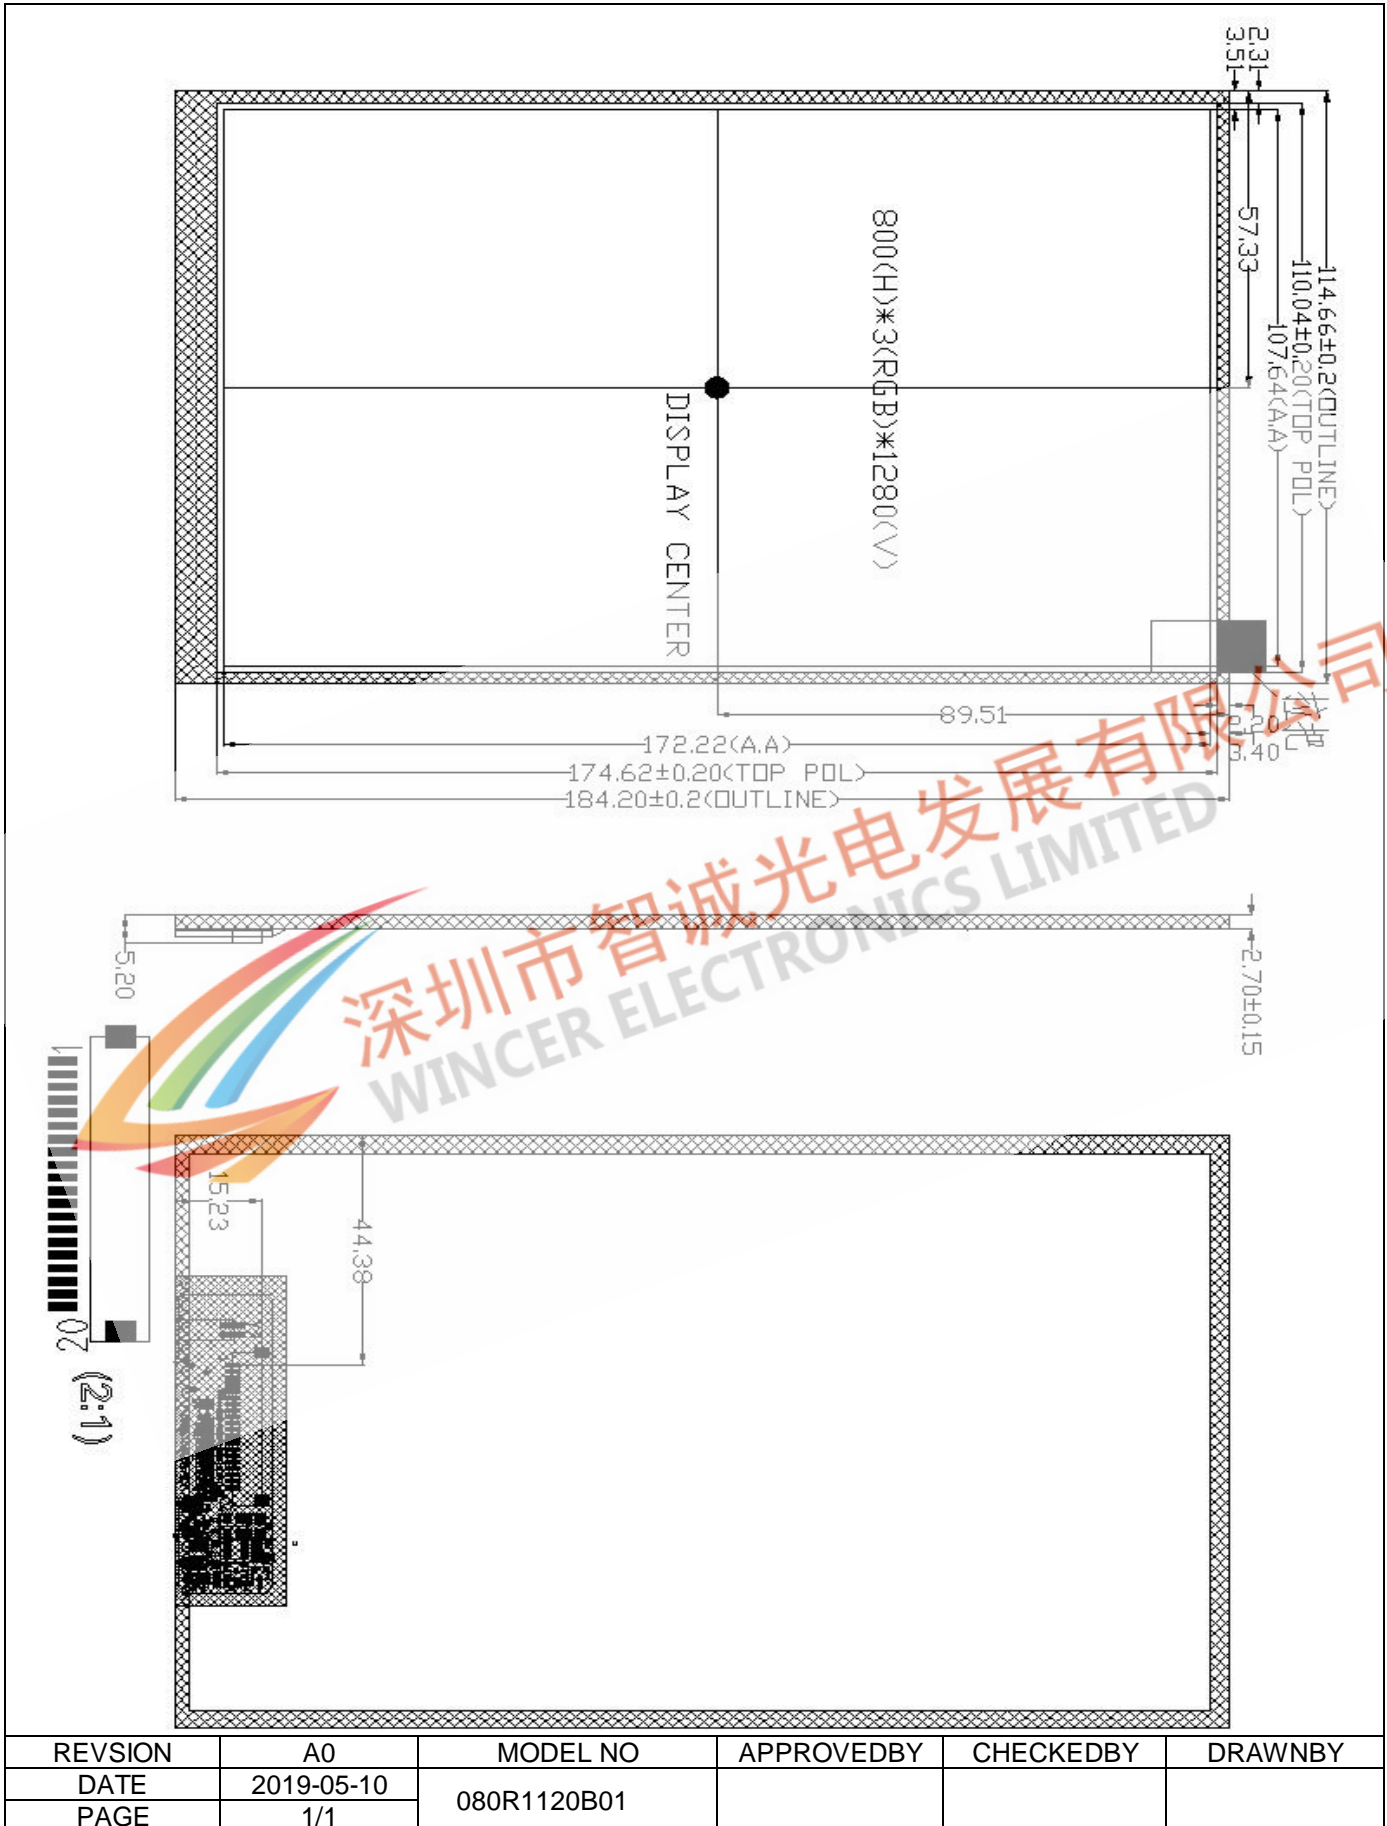 2.31
3.51
57.33
114.66±0.2(OUTLINE)
110.04±0.20(TOP POL)
107.64(A.A)
800(H)*3(RGB)*1280(V)
DISPLAY CENTER
89.51
2.20
172.22(A.A)
3.40
174.62±0.20(TOP POL)
184.20±0.2(OUTLINE)
深圳市智诚光电发展有限公司
WINCER ELECTRONICS LIMITED
5.20
2.70±0.15
1
20
(2:1)
15.23
44.38
REVSION A0 MODEL NO APPROVEDBY CHECKEDBY DRAWNBY
DATE 2019-05-10 080R1120B01
PAGE 1/1